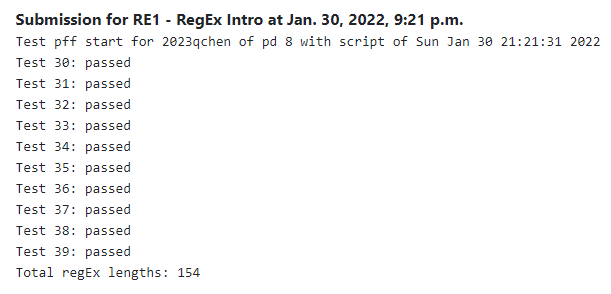 Submission for RE1 - RegEx Intro at Jan. 30, 2022, 9:21 p.m.
Test pff start for 2023qchen of pd 8 with script of Sun Jan 30 21:21:31 2022
Test 30: passed
Test 31: passed
Test 32: passed
Test 33: passed
Test 34: passed
Test 35: passed
Test 36: passed
Test 37: passed
Test 38: passed
Test 39: passed
Total regEx lengths: 154